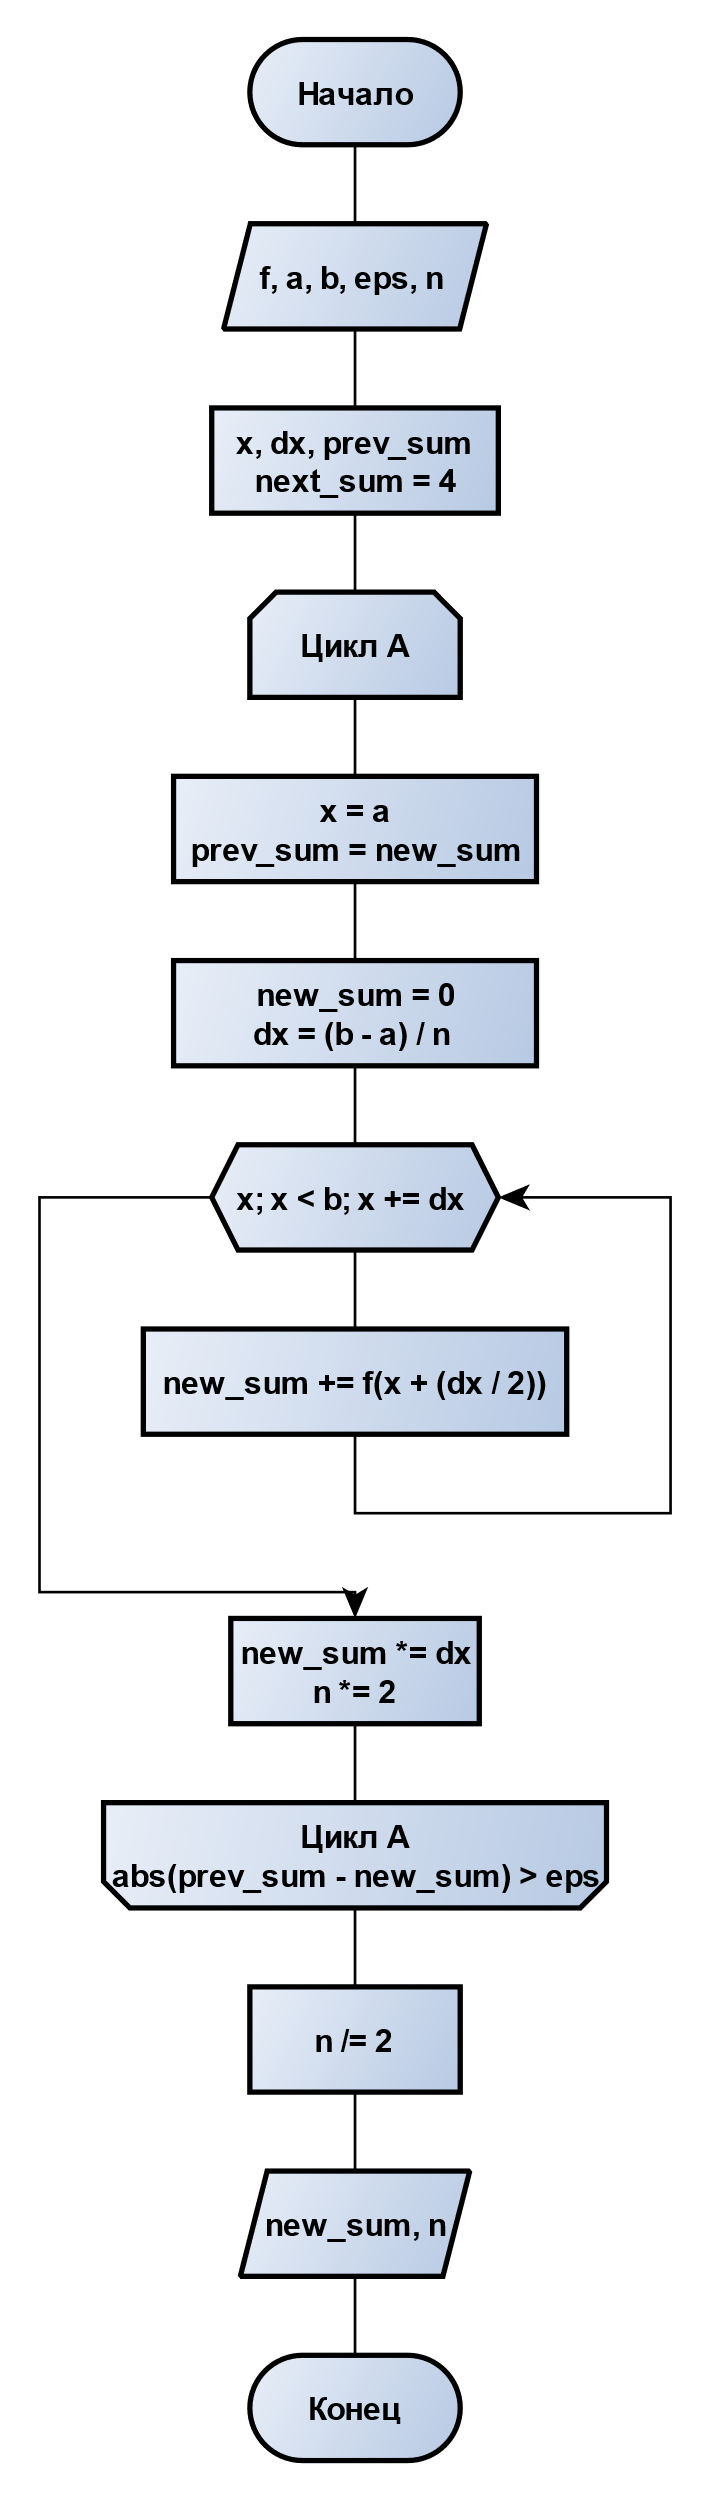 Начало
f, a, b, eps, n
x, dx, prev_sum
next_sum = 4
Цикл А
x = a
prev_sum = new_sum
new_sum = 0
dx = (b - a) / n
x; x < b; x += dx
new_sum += f(x + (dx / 2))
new_sum *= dx
n *= 2
Цикл А
abs(prev_sum - new_sum) > eps
n /= 2
new_sum, n
Конец